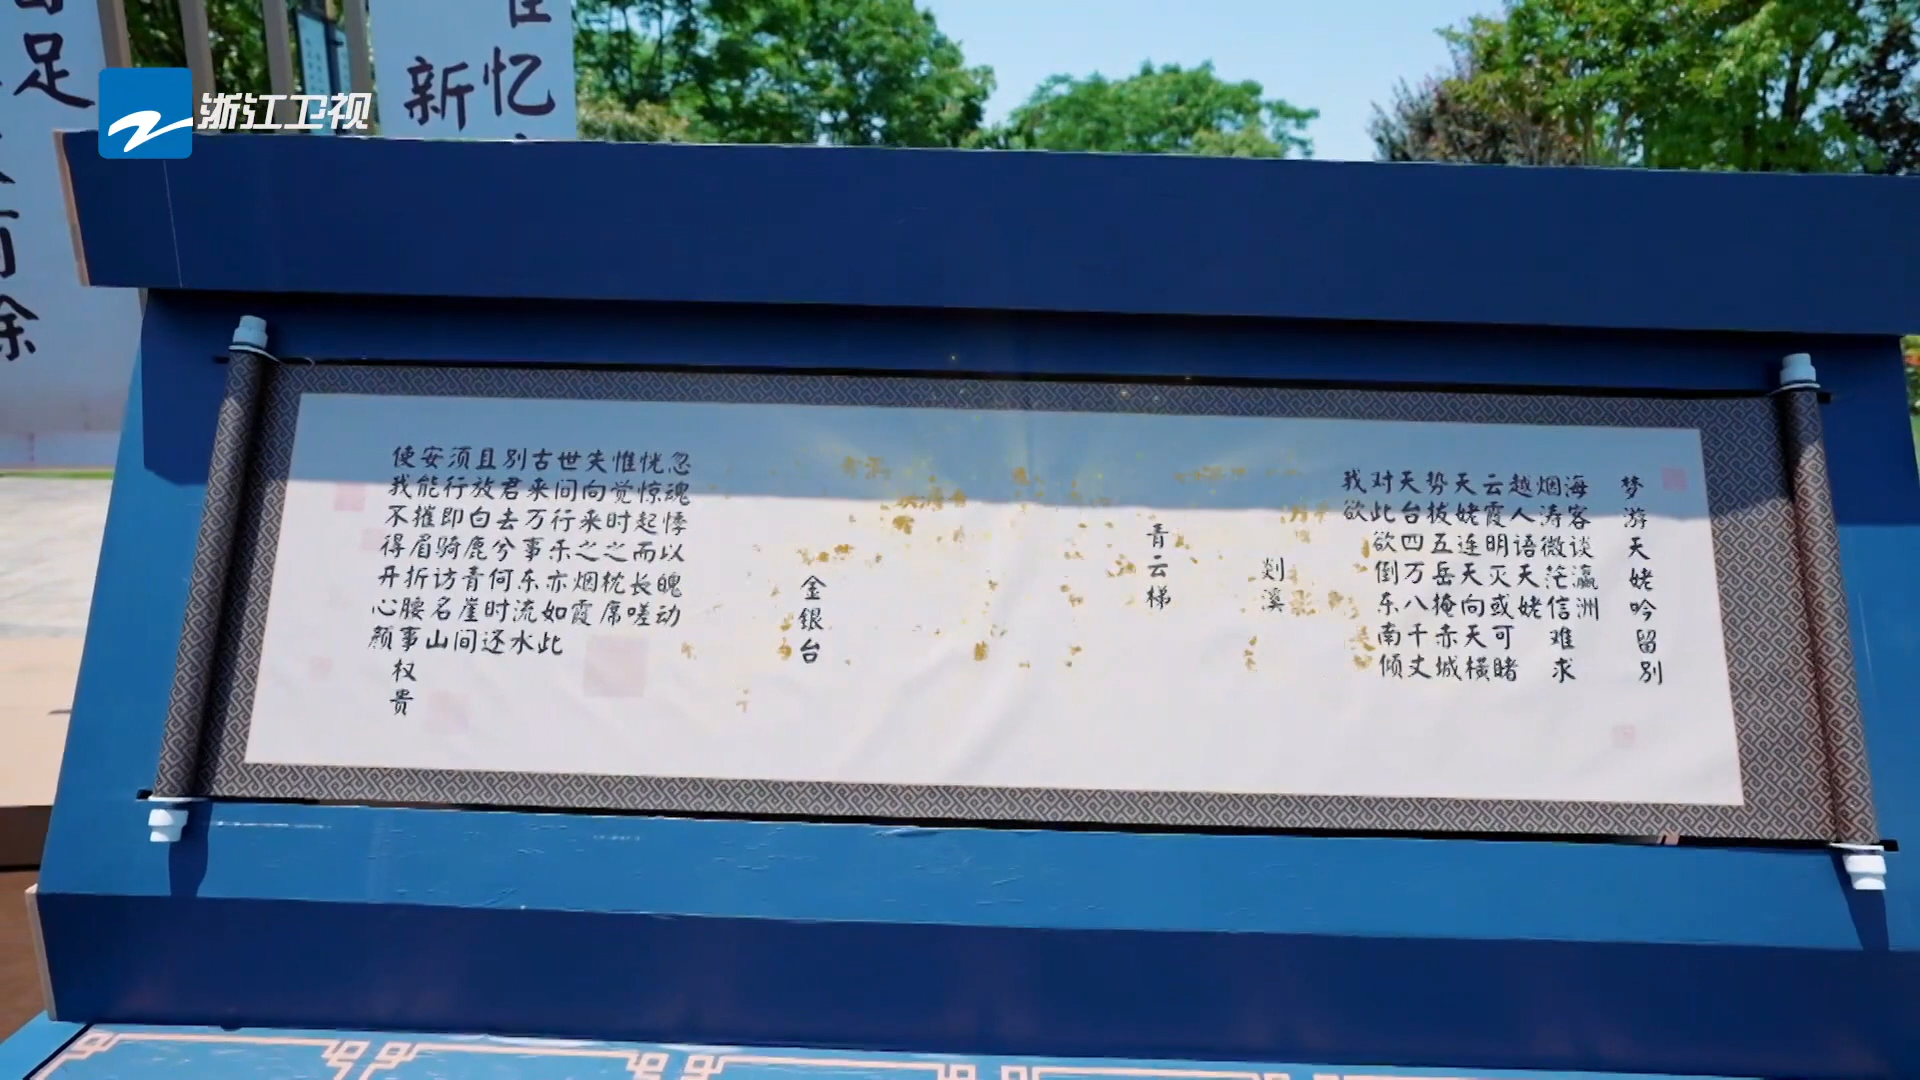 浙江卫视
足
余
忆
新
梦游天姥吟留别
海客谈瀛洲
烟涛微茫信难求
越人语天姥
云霞明灭或可睹
天姥连天向天横
势拔五岳掩赤城
天台四万八千丈
对此欲倒东南倾
我欲
剡溪
青云梯
金银台
忽魂悸以魄动
恍惊起而长嗟
惟觉时之枕席
失向来之烟霞
世间行乐亦如此
古来万事东流水
别君去兮何时还
且放白鹿青崖间
须行即骑访名山
安能摧眉折腰事权贵
使我不得开心颜